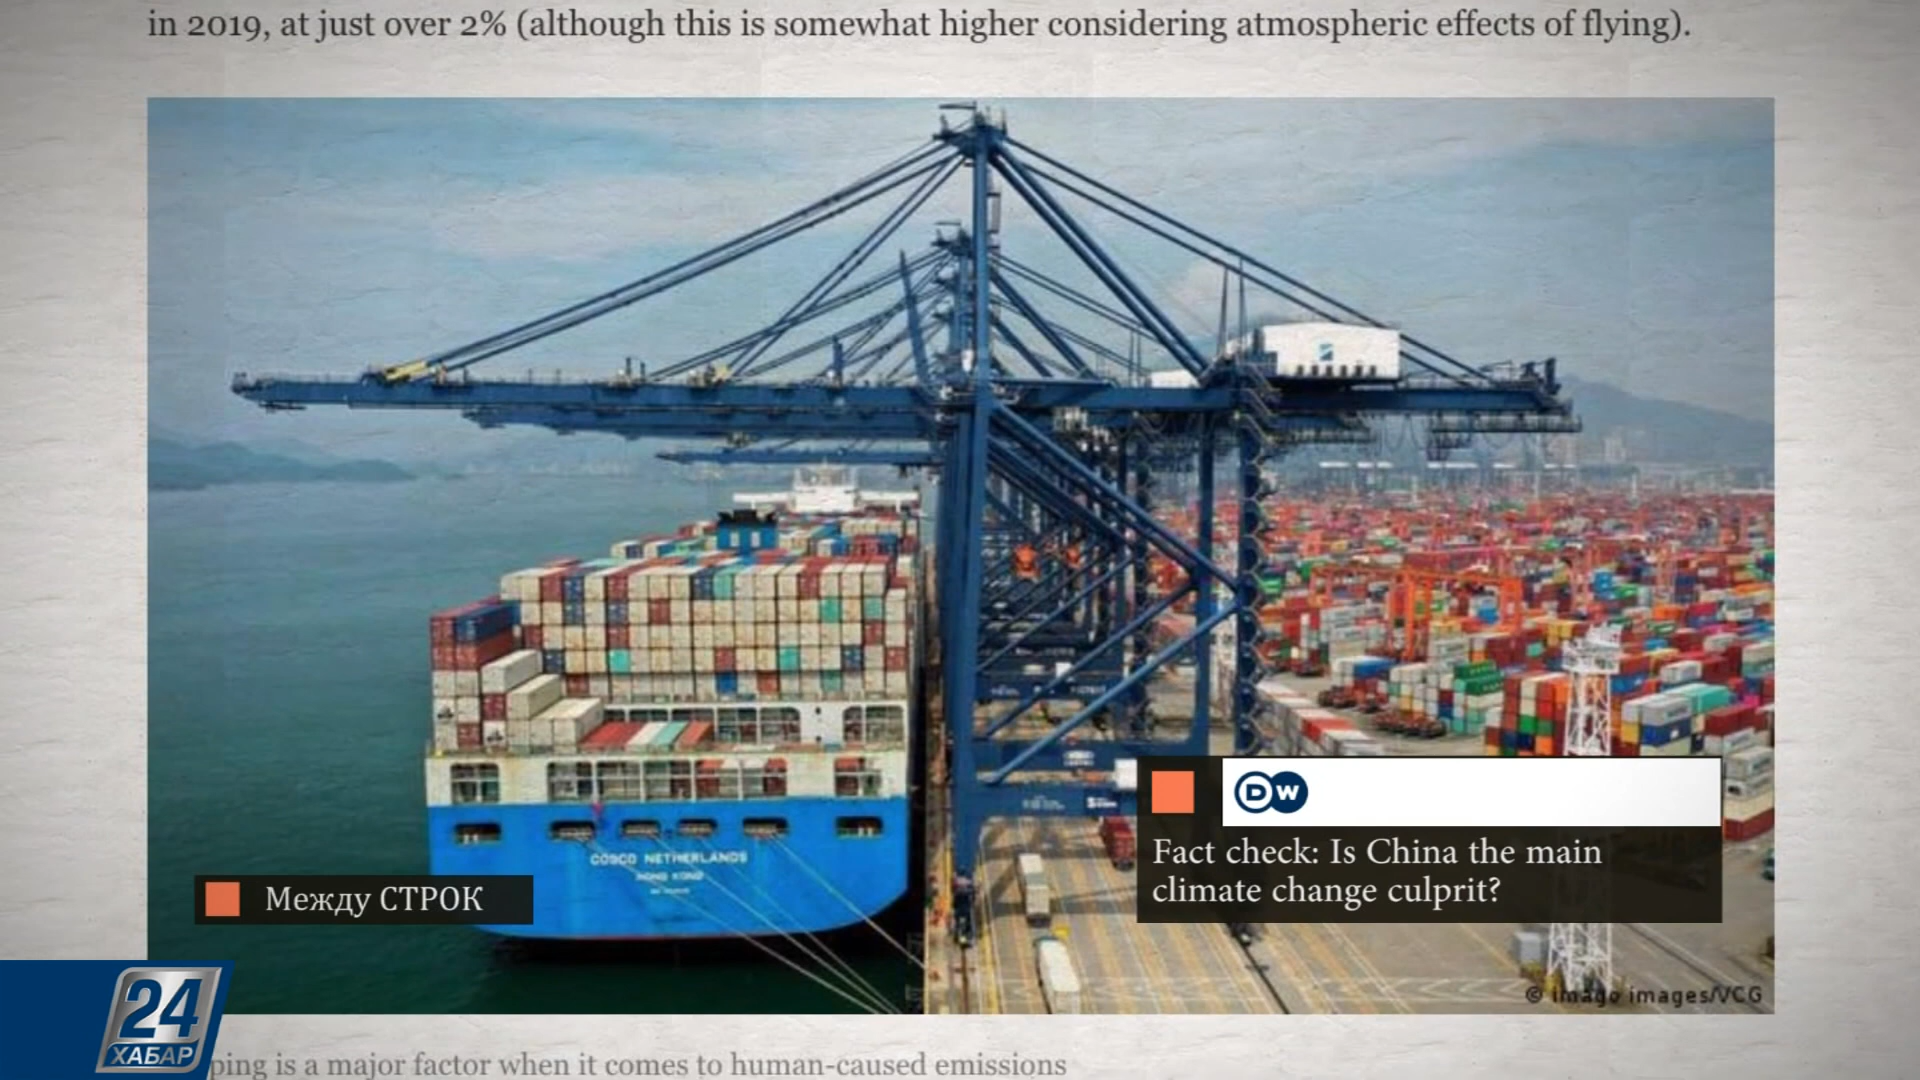 in 2019, at just over 2% (although this is somewhat higher considering atmospheric effects of flying).
DW
Fact check: Is China the main
climate change culprit?
COSCO NETHERLANDS
HONG KONG
Между СТРОК
© imago images/VCG
24
ХАБАР
ping is a major factor when it comes to human-caused emissions